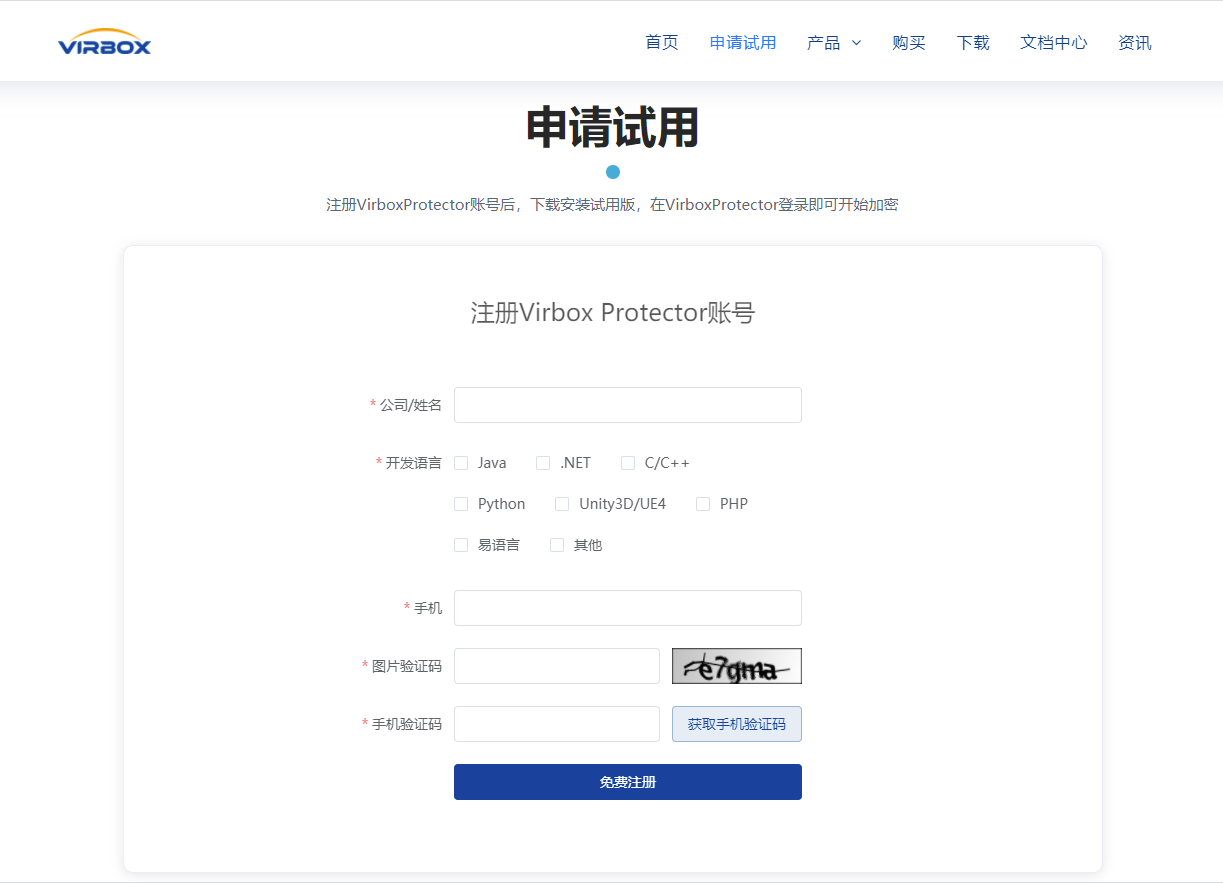 VIRBOX
首页 申请试用 产品 购买 下载 文档中心 资讯
申请试用
注册VirboxProtector账号后，下载安装试用版，在VirboxProtector登录即可开始加密
注册Virbox Protector账号
* 公司/姓名
* 开发语言 Java .NET C/C++
Python Unity3D/UE4 PHP
易语言 其他
* 手机
* 图片验证码 e7gma
* 手机验证码 获取手机验证码
免费注册